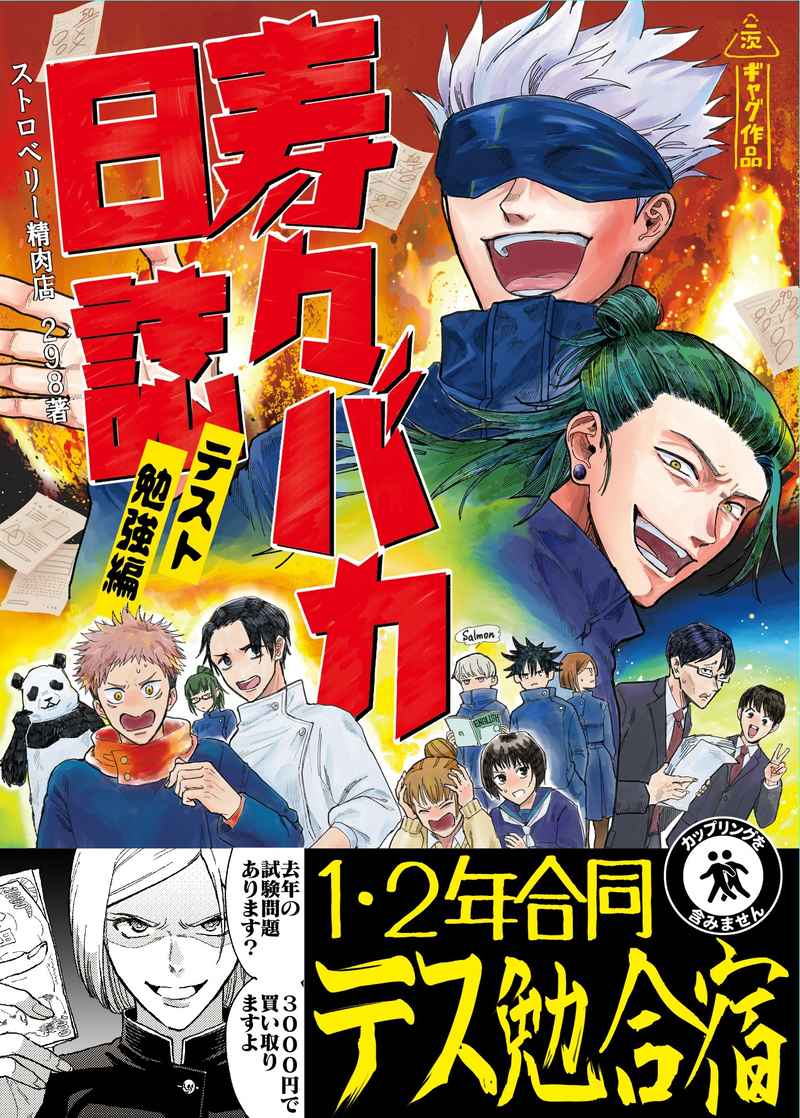 二次
ギャグ作品
寿クバカ
日誌
テスト
勉強編
ストロベリー精肉店 298著
Salmon
ENGLISH
去年の
試験問題
あります?
3000円で
買い取り
ますよ
1・2年合同
テス勉合宿
カップリングを
含みません